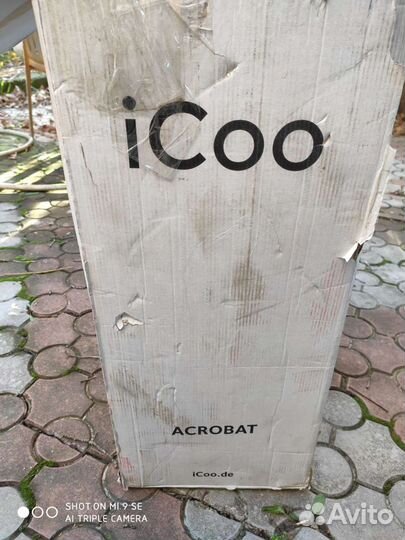 iCoo
ACROBAT
iCoo.de
SHOT ON MI 9 SE
AI TRIPLE CAMERA
Avito